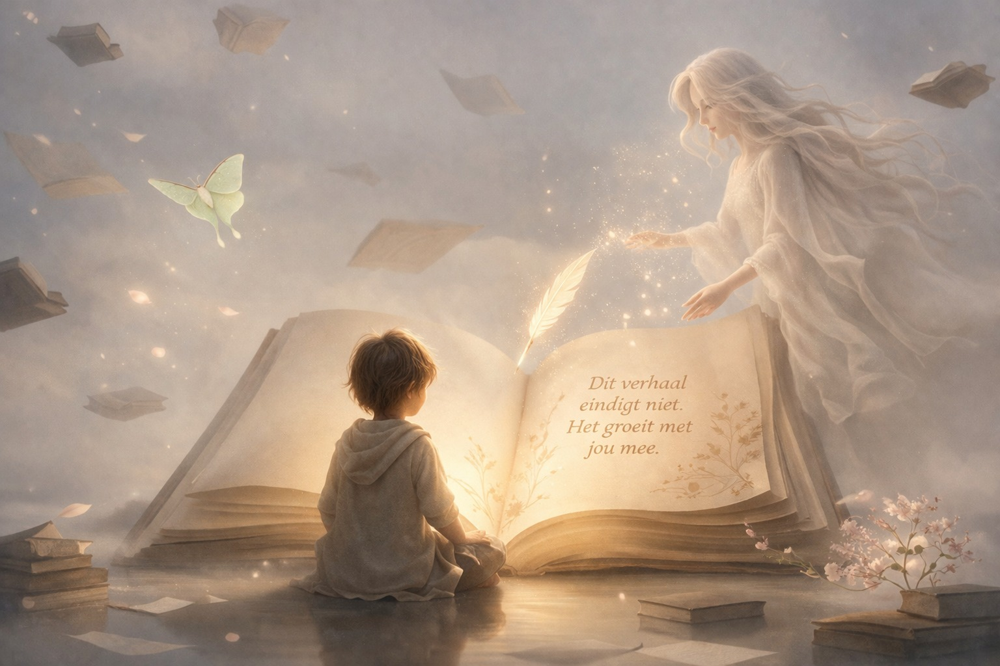 Dit verhaal
eindigt niet.
Het groeit met
jou mee.